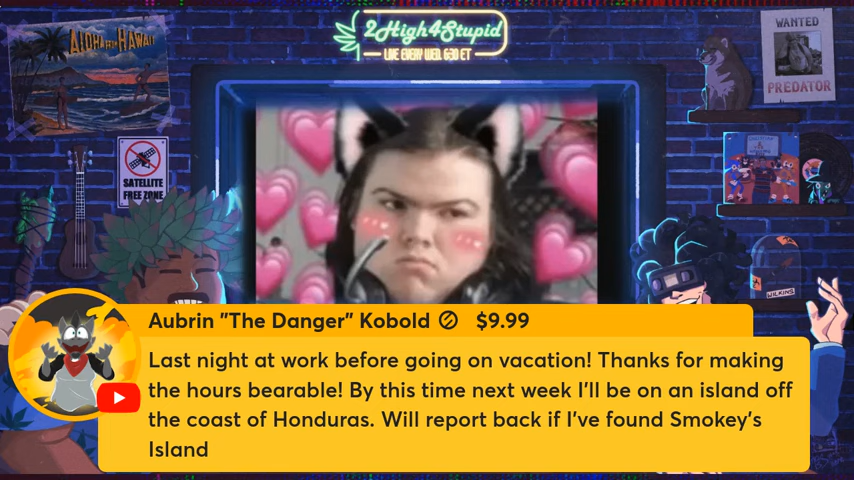 2High4Stupid
LIVE EVERY WED. 6:30 ET
ALOHA from HAWAII
WANTED
PREDATOR
SATELLITE
FREE ZONE
WILKINS
Aubrin "The Danger" Kobold $9.99
Last night at work before going on vacation! Thanks for making
the hours bearable! By this time next week I'll be on an island off
the coast of Honduras. Will report back if I've found Smokey's
Island